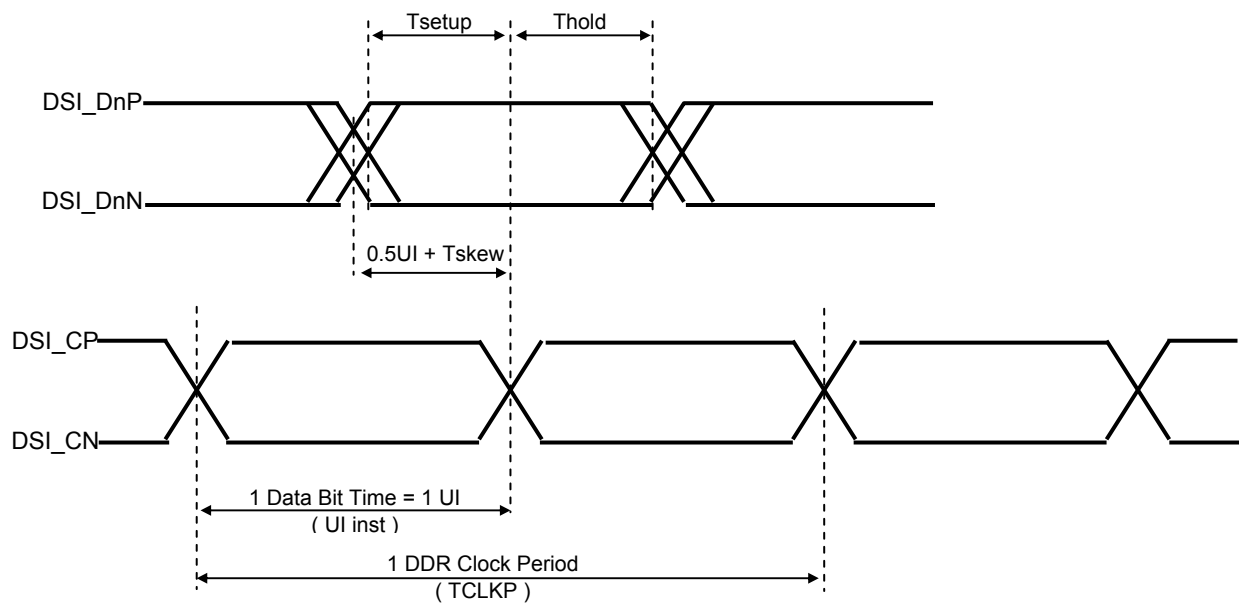 Tsetup
Thold
DSI_DnP
DSI_DnN
0.5UI + Tskew
DSI_CP
DSI_CN
1 Data Bit Time = 1 UI
( UI inst )
1 DDR Clock Period
( TCLKP )